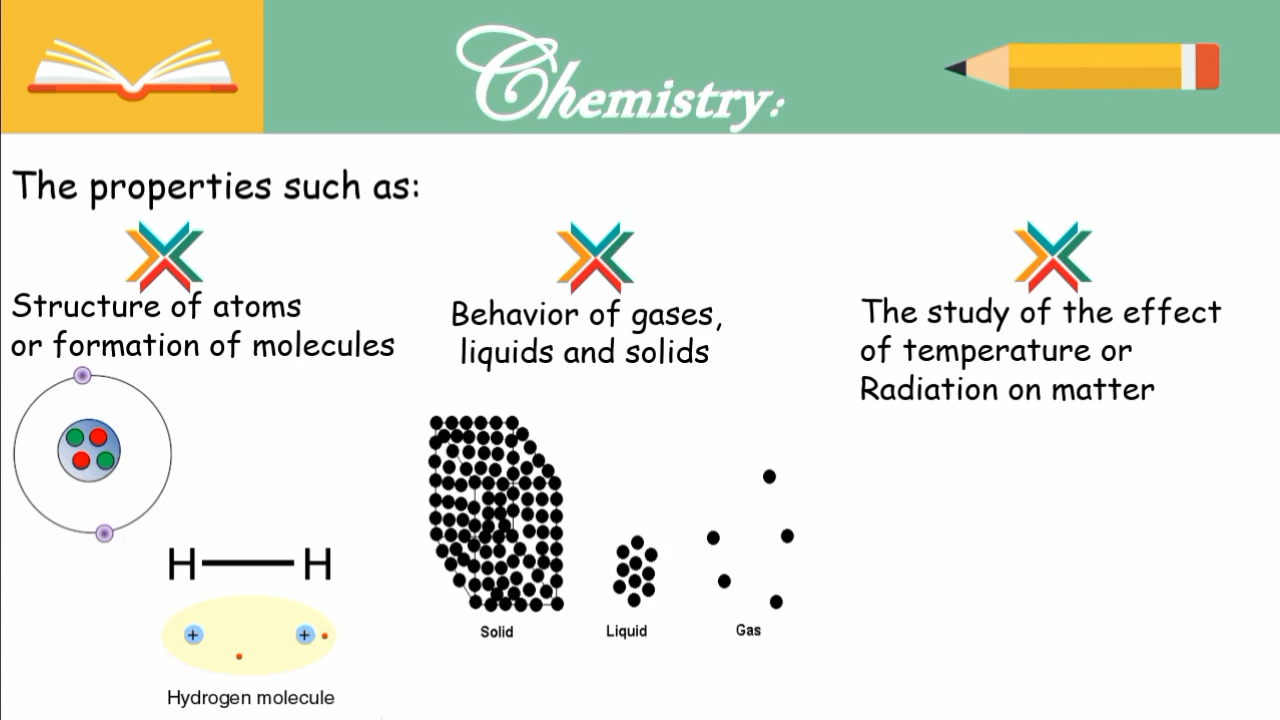 Chemistry:
The properties such as:
Structure of atoms
or formation of molecules
Behavior of gases,
liquids and solids
The study of the effect
of temperature or
Radiation on matter
H H
+ +
Hydrogen molecule
Solid
Liquid
Gas